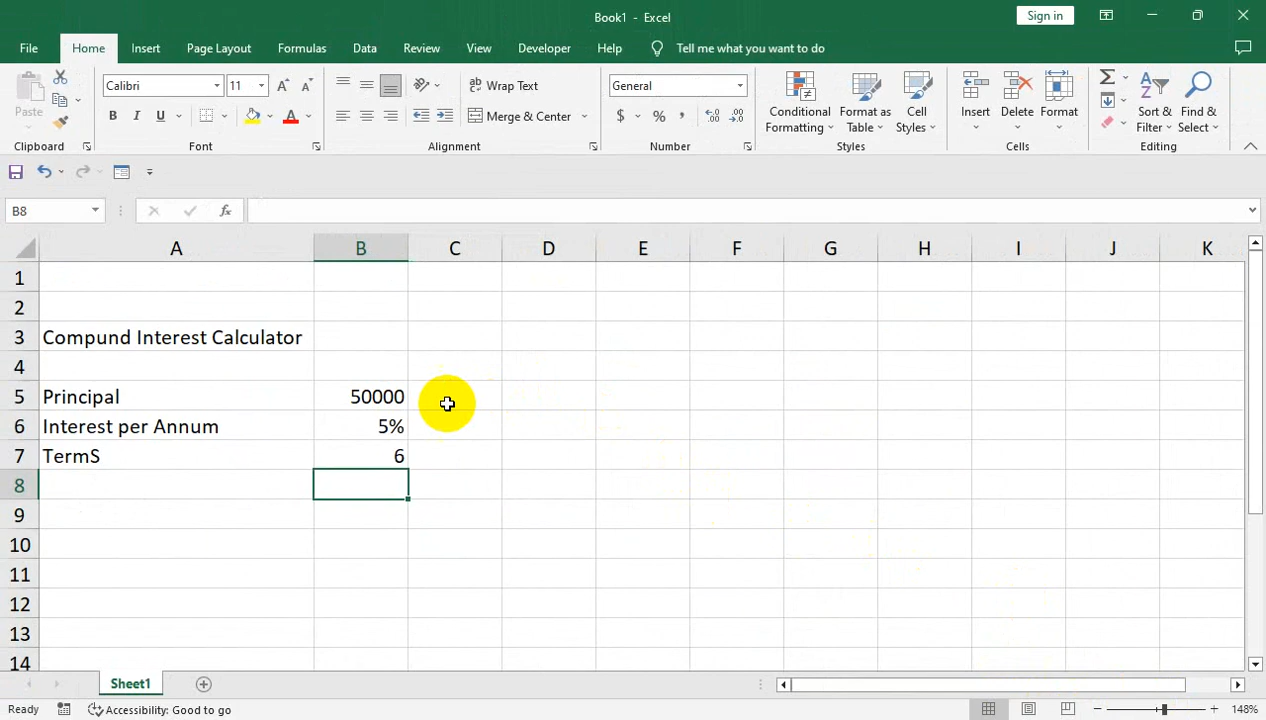 Book1 - Excel
Sign in
File Home Insert Page Layout Formulas Data Review View Developer Help Tell me what you want to do
Paste
Calibri 11
B I U
Wrap Text
Merge & Center
General
$ % ,
Conditional Formatting
Format as Table
Cell Styles
Insert
Delete
Format
Sort & Filter
Find & Select
Clipboard Font Alignment Number Styles Cells Editing
B8 fx
A B C D E F G H I J K
1
2
3 Compund Interest Calculator
4
5 Principal 50000
6 Interest per Annum 5%
7 TermS 6
8
9
10
11
12
13
14
Sheet1
Ready Accessibility: Good to go 148%